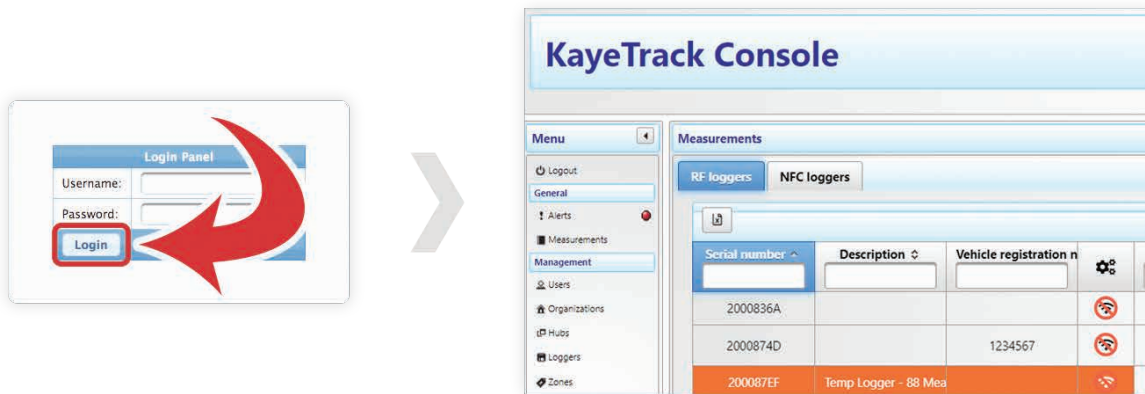 Login Panel
Username:
Password:
Login
KayeTrack Console
Menu
Logout
General
Alerts
Measurements
Management
Users
Organizations
Hubs
Loggers
Zones
Measurements
RF loggers NFC loggers
Serial number Description Vehicle registration n
2000836A
2000874D 1234567
200087EF Temp Logger - 88 Mea